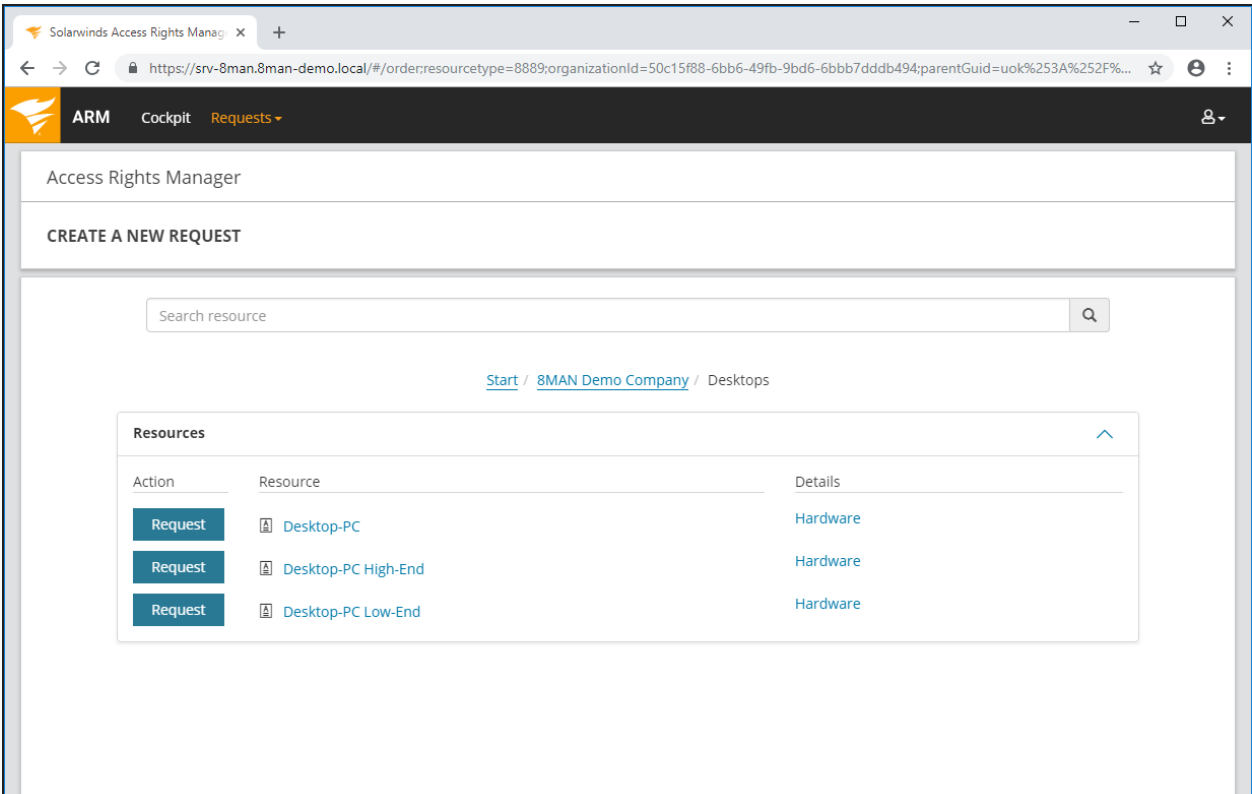 Solarwinds Access Rights Manag
https://srv-8man.8man-demo.local/#/order;resourcetype=8889;organizationId=50c15f88-6bb6-49fb-9bd6-6bbb7dddb494;parentGuid=uok%253A%252F%...
ARM Cockpit Requests
Access Rights Manager
CREATE A NEW REQUEST
Search resource
Start / 8MAN Demo Company / Desktops
Resources
Action Resource Details
Request Desktop-PC Hardware
Request Desktop-PC High-End Hardware
Request Desktop-PC Low-End Hardware